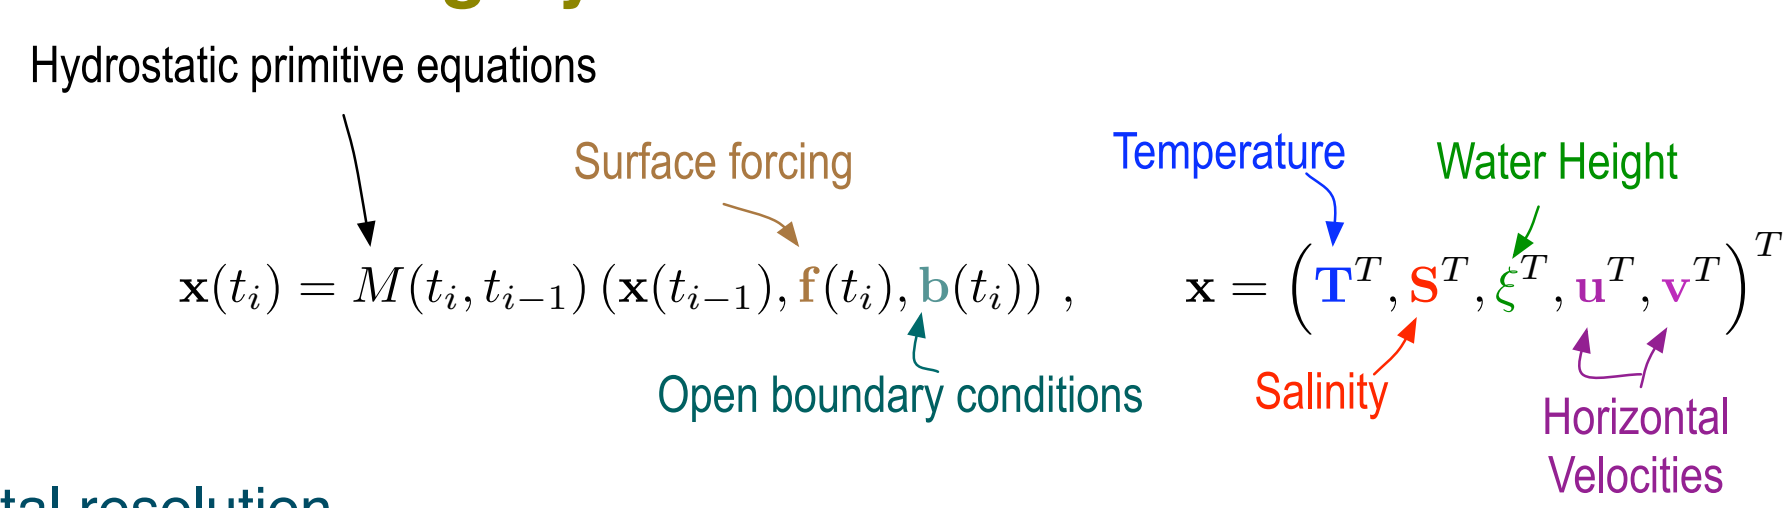 Hydrostatic primitive equations
Surface forcing
Temperature
Water Height
x(t_i) = M(t_i, t_{i−1}) (x(t_{i−1}), f(t_i), b(t_i)) ,
x = (T^T, S^T, ξ^T, u^T, v^T)^T
Open boundary conditions
Salinity
Horizontal
Velocities
resolution